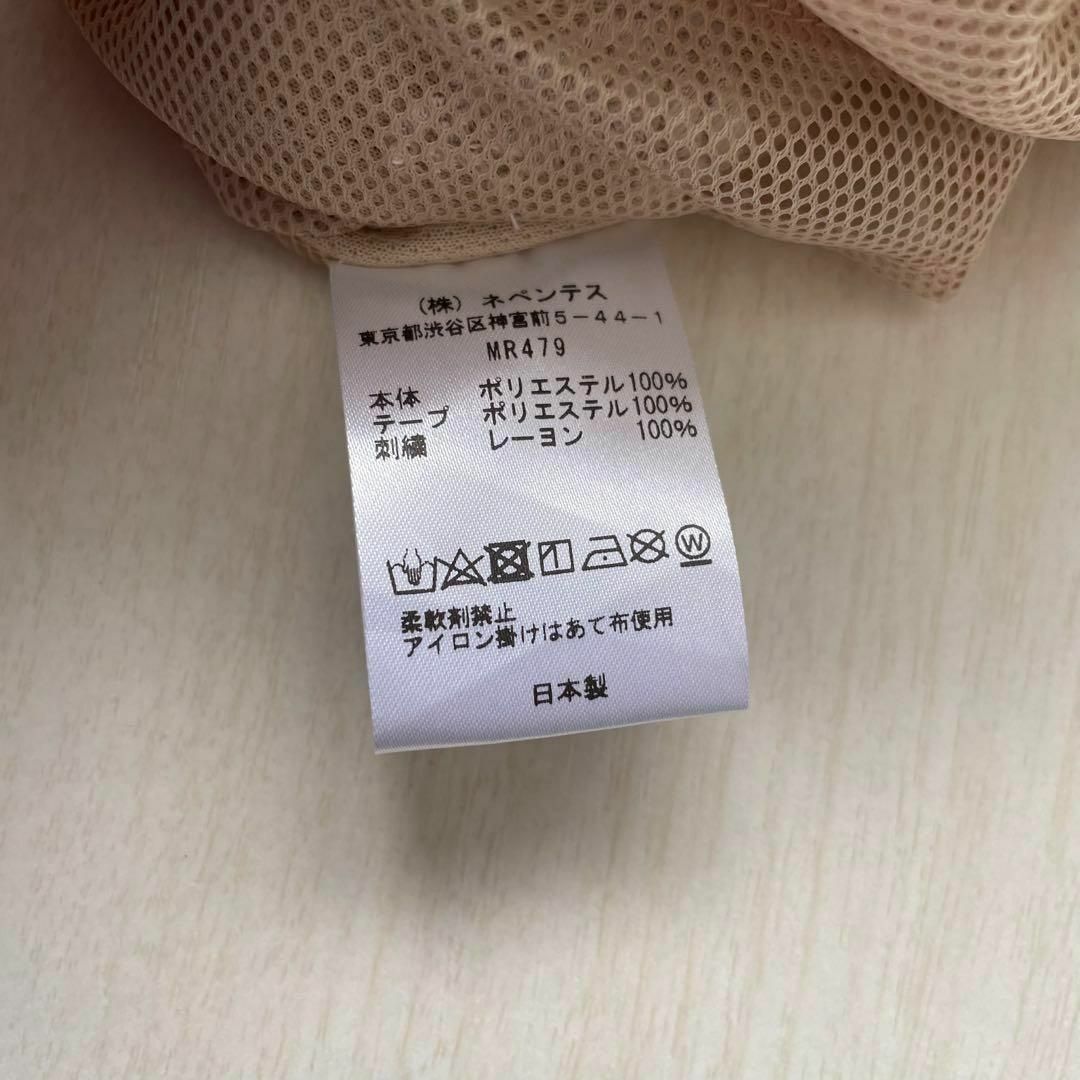 (株) ネペンテス
東京都渋谷区神宮前5-44-1
MR479
本体 ポリエステル100%
テープ ポリエステル100%
刺繍 レーヨン 100%
W
柔軟剤禁止
アイロン掛けはあて布使用
日本製